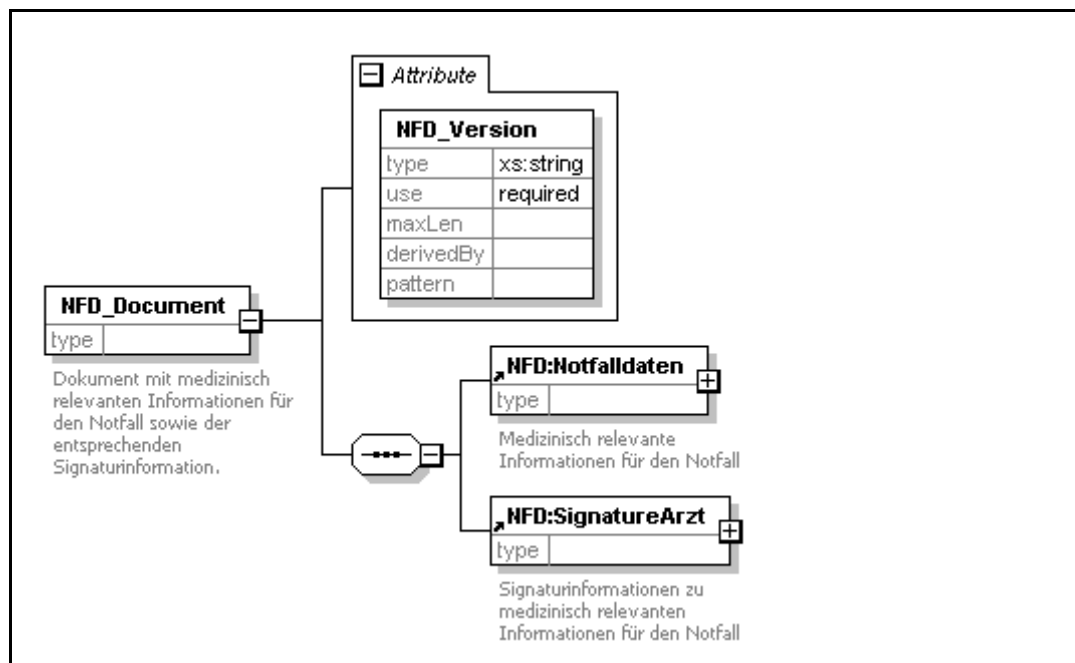 Attribute
NFD_Version
type xs:string
use required
maxLen
derivedBy
pattern
NFD_Document
type
Dokument mit medizinisch
relevanten Informationen für
den Notfall sowie der
entsprechenden
Signaturinformation.
NFD:Notfalldaten
type
Medizinisch relevante
Informationen für den Notfall
NFD:SignatureArzt
type
Signaturinformationen zu
medizinisch relevanten
Informationen für den Notfall